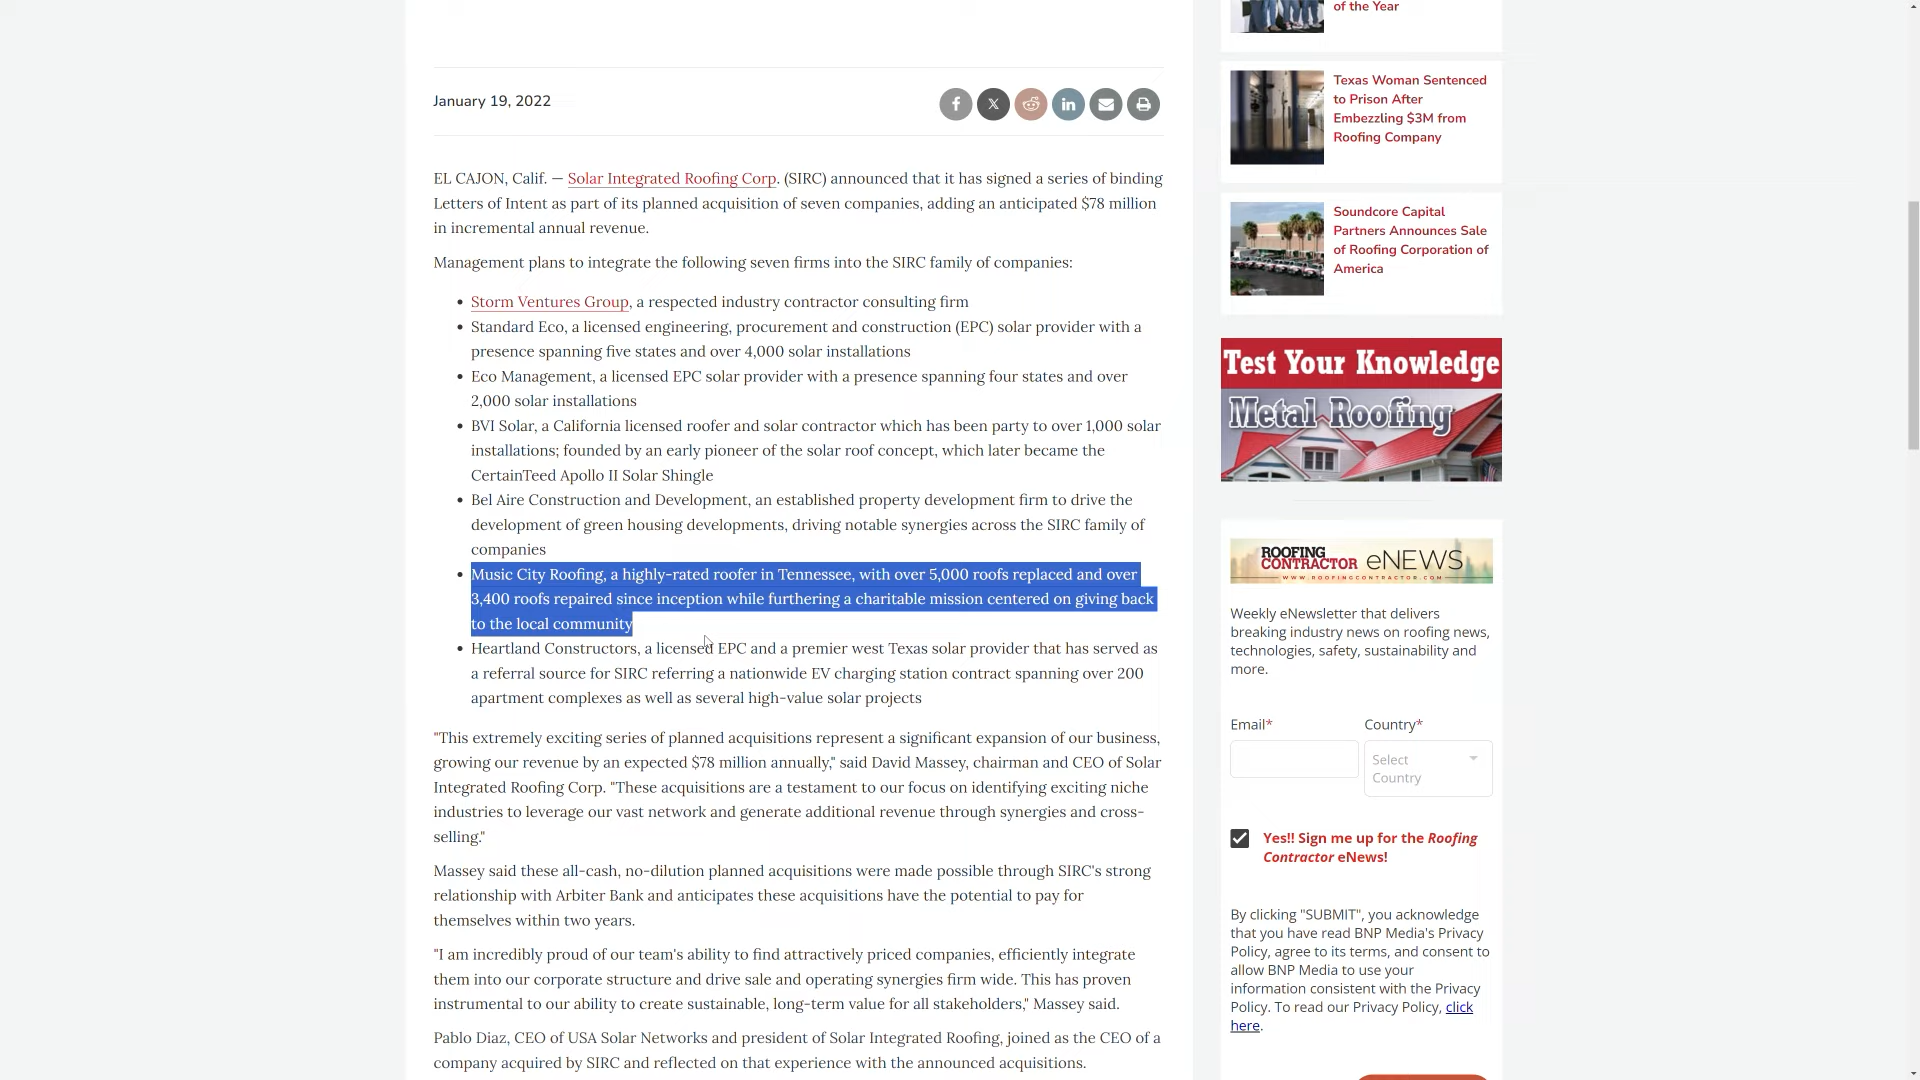 of the Year
January 19, 2022
Texas Woman Sentenced
to Prison After
Embezzling $3M from
Roofing Company
EL CAJON, Calif. — Solar Integrated Roofing Corp. (SIRC) announced that it has signed a series of binding
Letters of Intent as part of its planned acquisition of seven companies, adding an anticipated $78 million
in incremental annual revenue.
Management plans to integrate the following seven firms into the SIRC family of companies:
Storm Ventures Group, a respected industry contractor consulting firm
Standard Eco, a licensed engineering, procurement and construction (EPC) solar provider with a
presence spanning five states and over 4,000 solar installations
Eco Management, a licensed EPC solar provider with a presence spanning four states and over
2,000 solar installations
BVI Solar, a California licensed roofer and solar contractor which has been party to over 1,000 solar
installations; founded by an early pioneer of the solar roof concept, which later became the
CertainTeed Apollo II Solar Shingle
Bel Aire Construction and Development, an established property development firm to drive the
development of green housing developments, driving notable synergies across the SIRC family of
companies
Music City Roofing, a highly-rated roofer in Tennessee, with over 5,000 roofs replaced and over
3,400 roofs repaired since inception while furthering a charitable mission centered on giving back
to the local community
Heartland Constructors, a licensed EPC and a premier west Texas solar provider that has served as
a referral source for SIRC referring a nationwide EV charging station contract spanning over 200
apartment complexes as well as several high-value solar projects
"This extremely exciting series of planned acquisitions represent a significant expansion of our business,
growing our revenue by an expected $78 million annually," said David Massey, chairman and CEO of Solar
Integrated Roofing Corp. "These acquisitions are a testament to our focus on identifying exciting niche
industries to leverage our vast network and generate additional revenue through synergies and cross-
selling."
Massey said these all-cash, no-dilution planned acquisitions were made possible through SIRC's strong
relationship with Arbiter Bank and anticipates these acquisitions have the potential to pay for
themselves within two years.
"I am incredibly proud of our team's ability to find attractively priced companies, efficiently integrate
them into our corporate structure and drive sale and operating synergies firm wide. This has proven
instrumental to our ability to create sustainable, long-term value for all stakeholders," Massey said.
Pablo Diaz, CEO of USA Solar Networks and president of Solar Integrated Roofing, joined as the CEO of a
company acquired by SIRC and reflected on that experience with the announced acquisitions.
Soundcore Capital
Partners Announces Sale
of Roofing Corporation of
America
Test Your Knowledge
Metal Roofing
ROOFING
CONTRACTOR eNEWS
WWW.ROOFINGCONTRACTOR.COM
Weekly eNewsletter that delivers
breaking industry news on roofing news,
technologies, safety, sustainability and
more.
Email* Country*
Select
Country
Yes!! Sign me up for the Roofing
Contractor eNews!
By clicking "SUBMIT", you acknowledge
that you have read BNP Media's Privacy
Policy, agree to its terms, and consent to
allow BNP Media to use your
information consistent with the Privacy
Policy. To read our Privacy Policy, click
here.